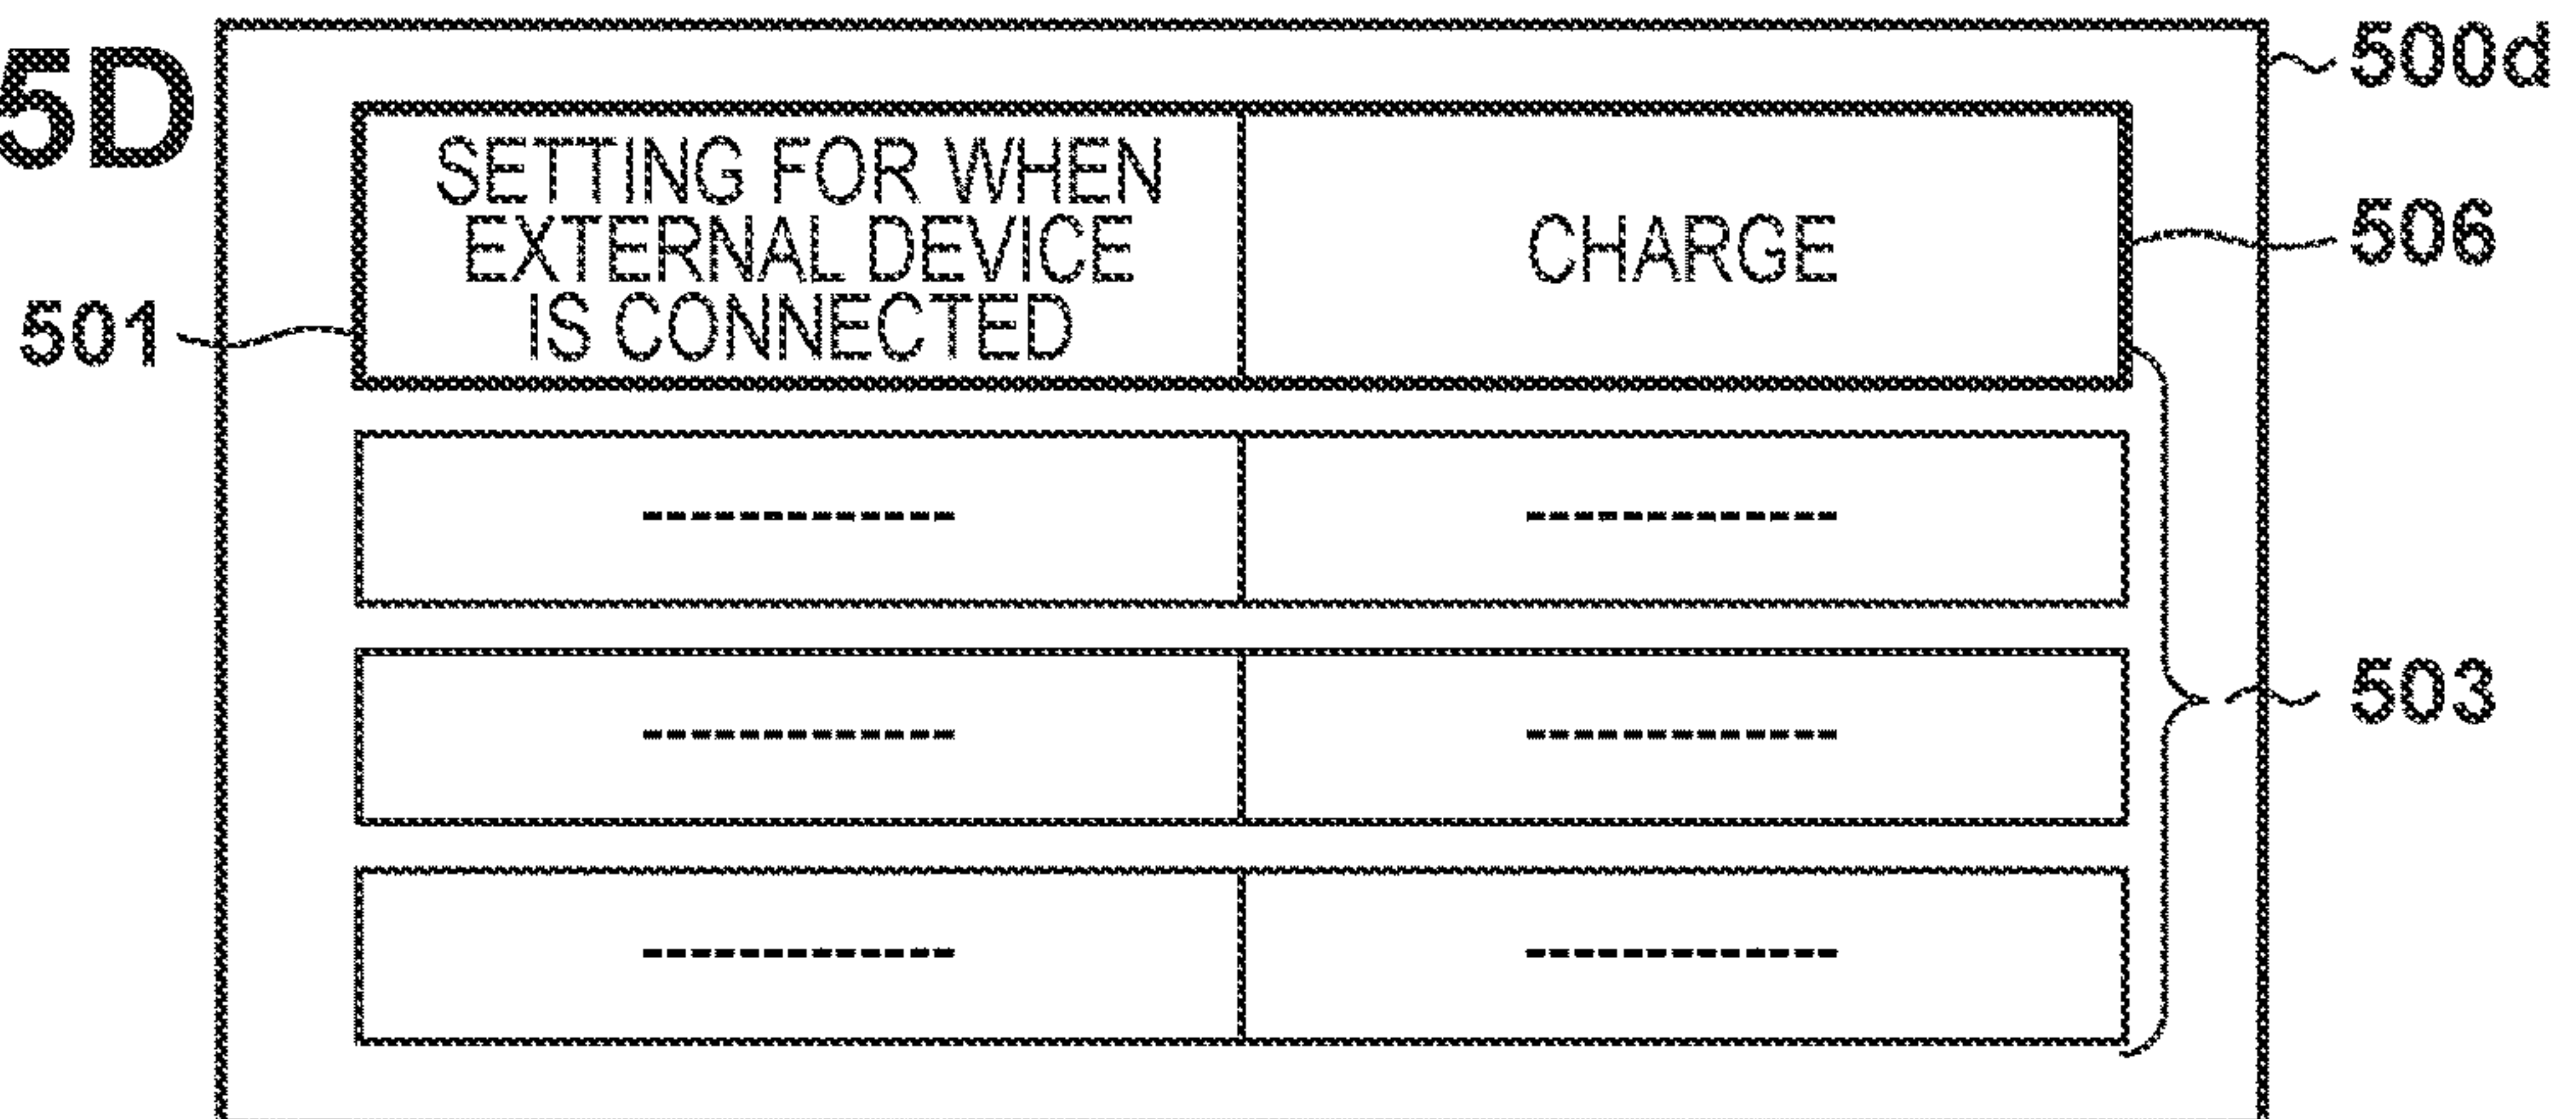 5D
500d
SETTING FOR WHEN
EXTERNAL DEVICE
IS CONNECTED
CHARGE
506
501
------------- -------------
503
------------- -------------
------------- -------------